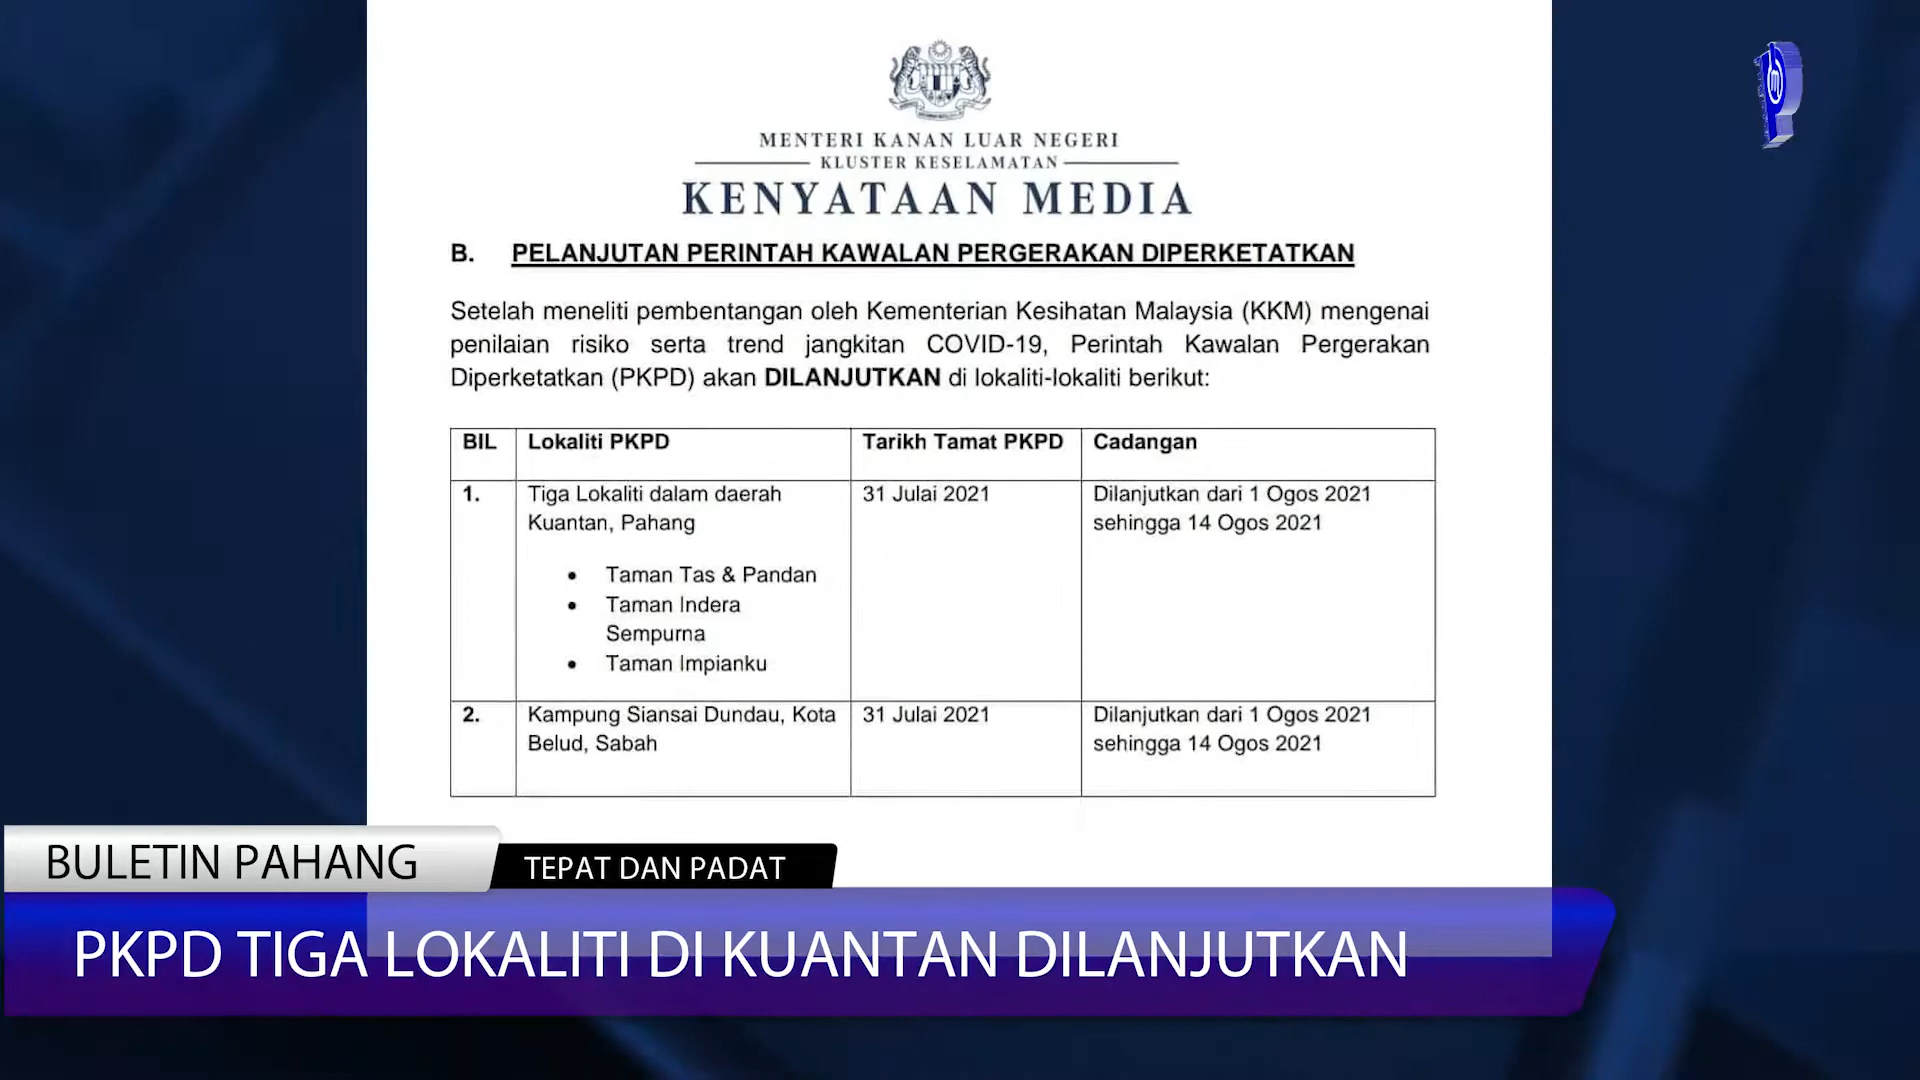 MENTERI KANAN LUAR NEGERI
KLUSTER KESELAMATAN
KENYATAAN MEDIA
B. PELANJUTAN PERINTAH KAWALAN PERGERAKAN DIPERKETATKAN
Setelah meneliti pembentangan oleh Kementerian Kesihatan Malaysia (KKM) mengenai
penilaian risiko serta trend jangkitan COVID-19, Perintah Kawalan Pergerakan
Diperketatkan (PKPD) akan DILANJUTKAN di lokaliti-lokaliti berikut:
BIL Lokaliti PKPD Tarikh Tamat PKPD Cadangan
1. Tiga Lokaliti dalam daerah 31 Julai 2021 Dilanjutkan dari 1 Ogos 2021
Kuantan, Pahang sehingga 14 Ogos 2021
• Taman Tas & Pandan
• Taman Indera
Sempurna
• Taman Impianku
2. Kampung Siansai Dundau, Kota 31 Julai 2021 Dilanjutkan dari 1 Ogos 2021
Belud, Sabah sehingga 14 Ogos 2021
BULETIN PAHANG
TEPAT DAN PADAT
PKPD TIGA LOKALITI DI KUANTAN DILANJUTKAN